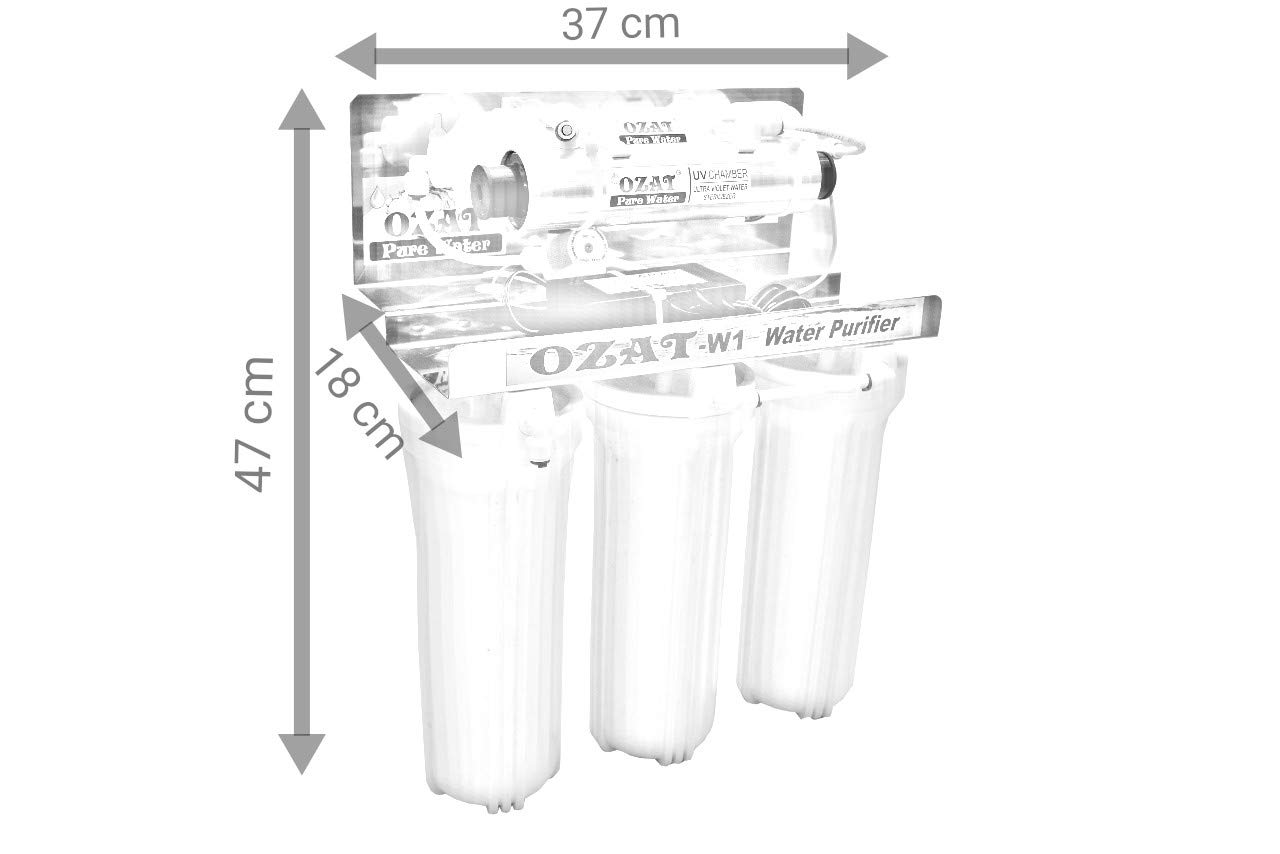 37 cm
OZAT
Pure Water
OZAT
Pure Water
UV CHAMBER
ULTRA VIOLET WATER
STERILIZER
OZAT
Pure Water
47 cm
18 cm
OZAT-W1 Water Purifier